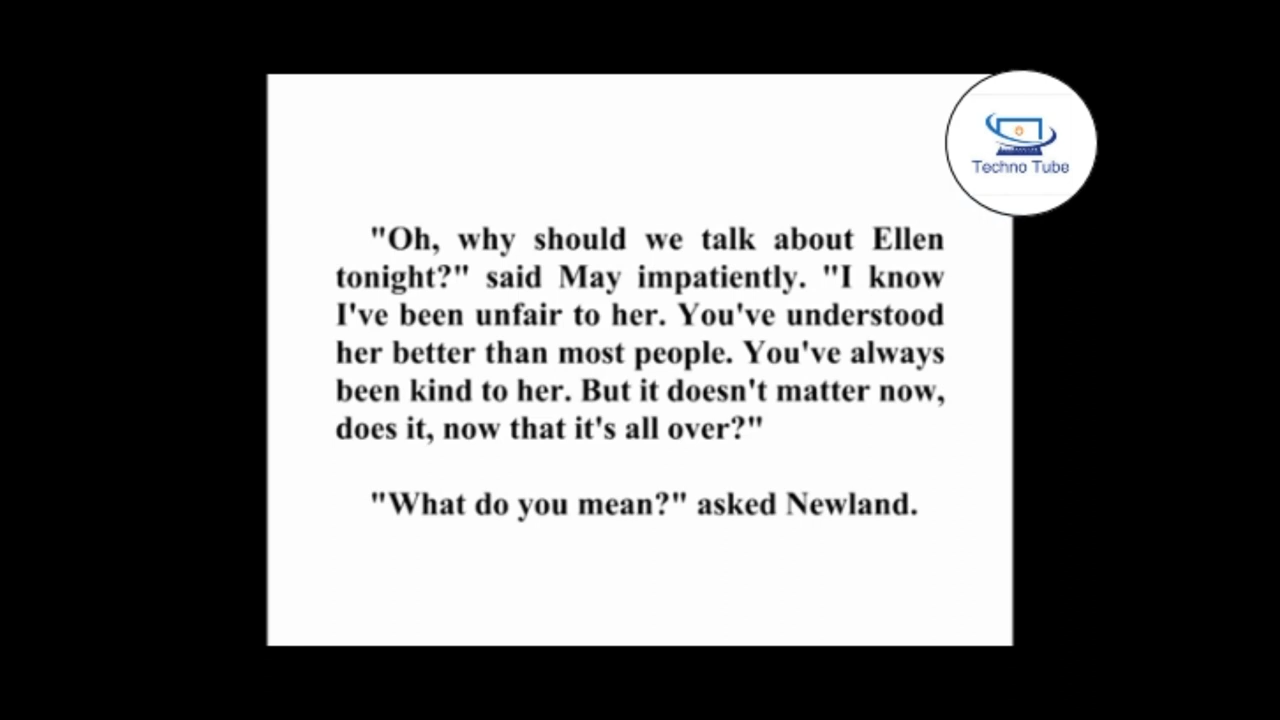 Techno Tube
"Oh, why should we talk about Ellen
tonight?" said May impatiently. "I know
I've been unfair to her. You've understood
her better than most people. You've always
been kind to her. But it doesn't matter now,
does it, now that it's all over?"
"What do you mean?" asked Newland.